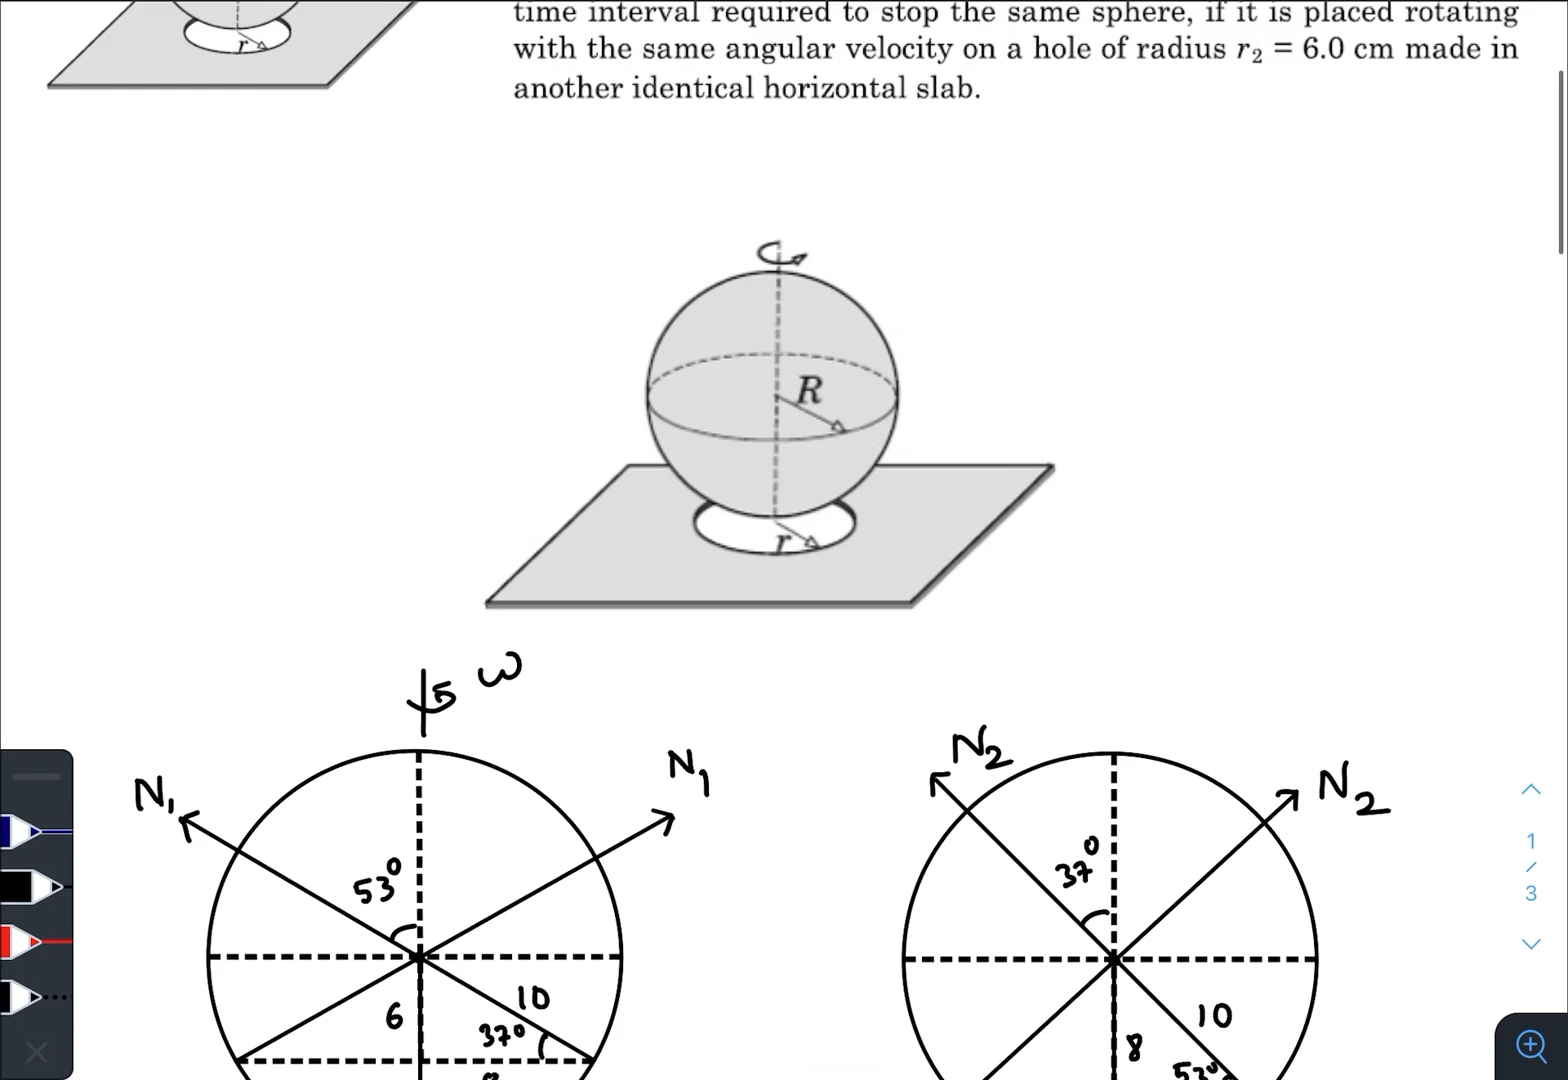 time interval required to stop the same sphere, if it is placed rotating
with the same angular velocity on a hole of radius r₂ = 6.0 cm made in
another identical horizontal slab.
r
R
r
ω
N₁
N₁
N₂
N₂
53°
37°
6
10
37°
10
8
53°
1
/
3